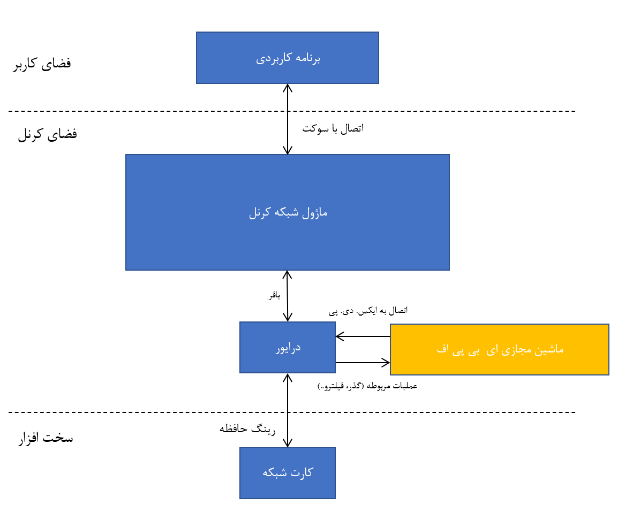 برنامه کاربردی
فضای کاربر
اتصال با سوکت
فضای کرنل
ماژول شبکه کرنل
بافر
اتصال به ایکس. دی. پی
درایور
ماشین مجازی ای بی پی اف
عملیات مربوطه (گذر، فیلترو..)
رینگ حافظه
سخت افزار
کارت شبکه